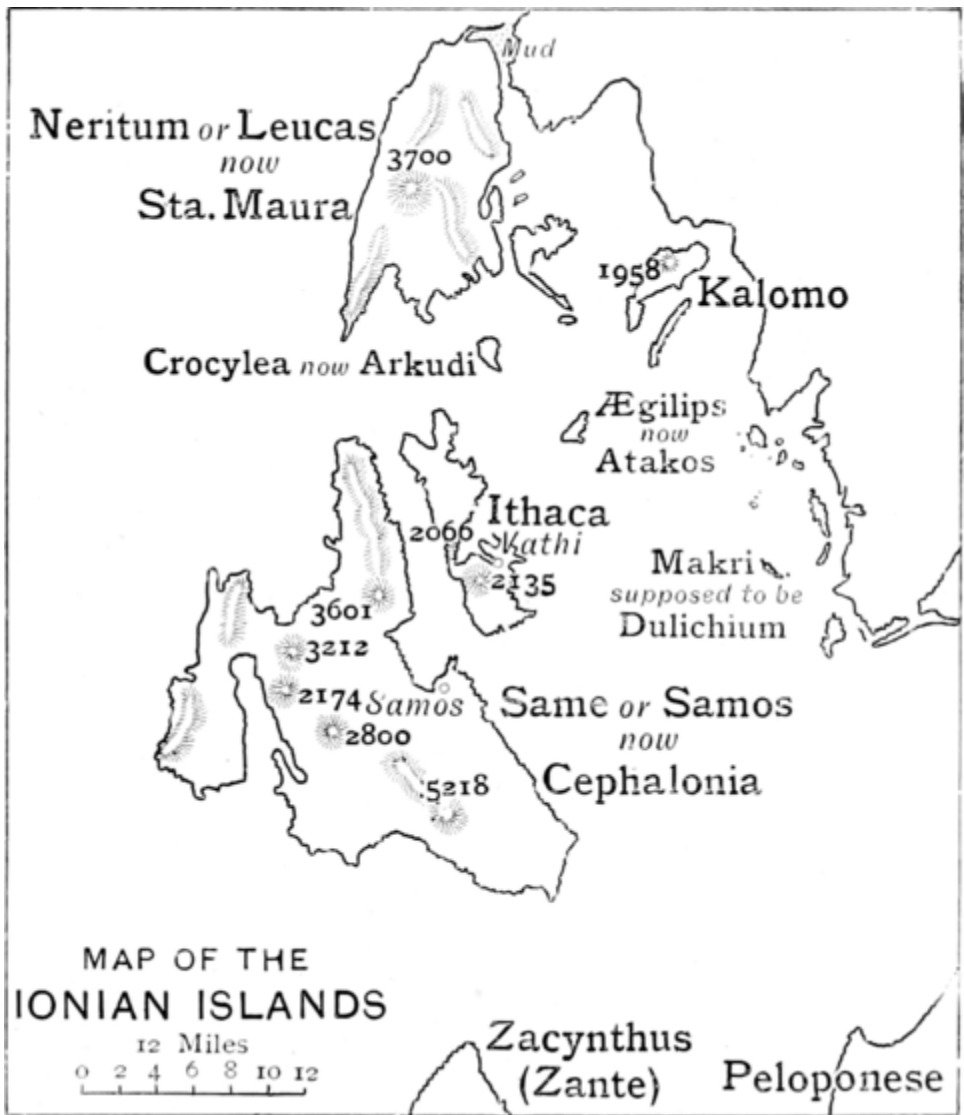 Mud
Neritum or Leucas
now
Sta. Maura
3700
1958
Kalomo
Crocylea now Arkudi
Ægilips
now
Atakos
Ithaca
2066
Vathi
2135
Makri
supposed to be
Dulichium
3601
3212
2174
Samos
2800
5218
Same or Samos
now
Cephalonia
MAP OF THE
IONIAN ISLANDS
12 Miles
0 2 4 6 8 10 12
Zacynthus
(Zante)
Peloponese